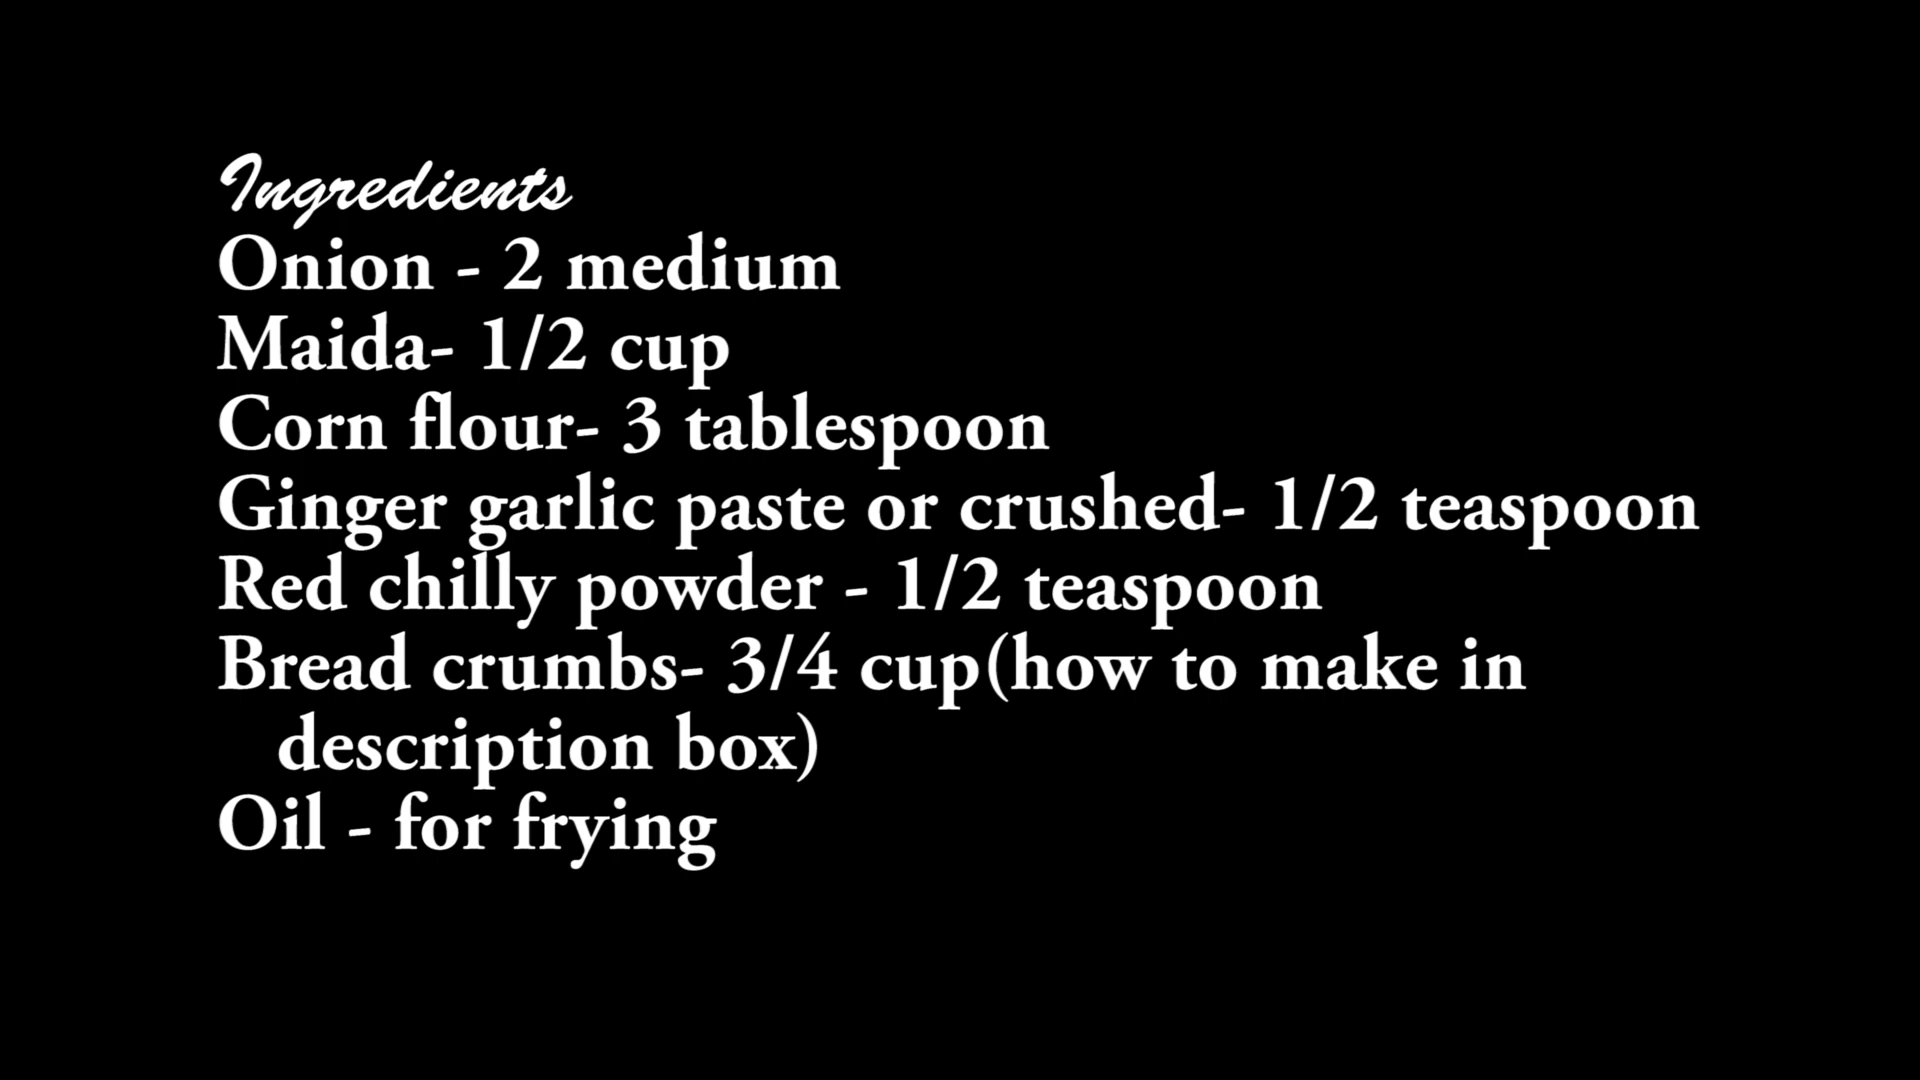 Ingredients
Onion - 2 medium
Maida- 1/2 cup
Corn flour- 3 tablespoon
Ginger garlic paste or crushed- 1/2 teaspoon
Red chilly powder - 1/2 teaspoon
Bread crumbs- 3/4 cup(how to make in
description box)
Oil - for frying